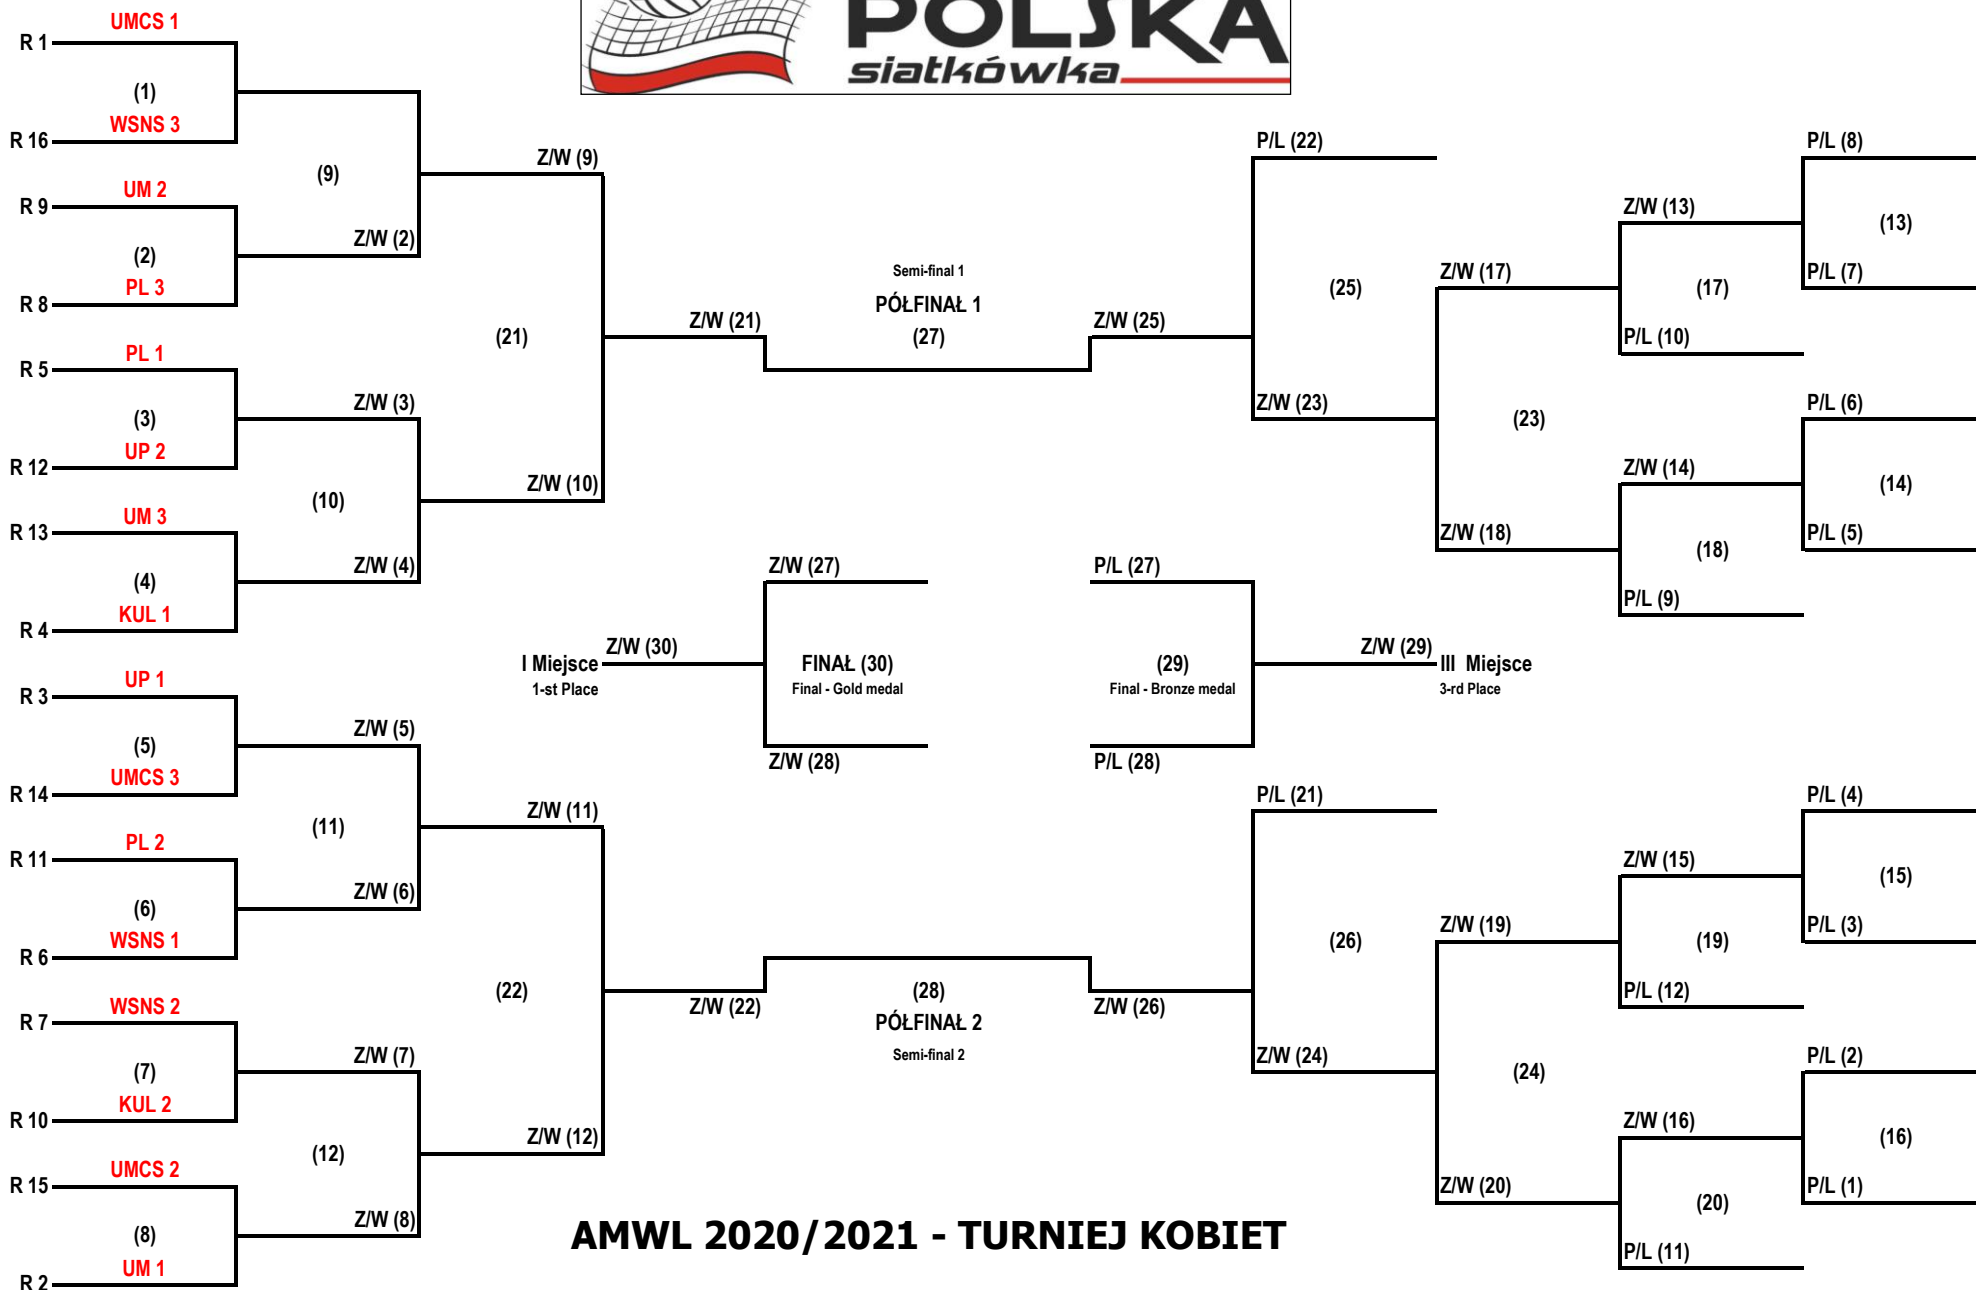 POLSKA
siatkówka
UMCS 1
R 1
(1)
WSNS 3
R 16
UM 2
R 9
(2)
PL 3
R 8
PL 1
R 5
(3)
UP 2
R 12
UM 3
R 13
(4)
KUL 1
R 4
UP 1
R 3
(5)
UMCS 3
R 14
PL 2
R 11
(6)
WSNS 1
R 6
WSNS 2
R 7
(7)
KUL 2
R 10
UMCS 2
R 15
(8)
UM 1
R 2
(9)
Z/W (2)
Z/W (3)
(10)
Z/W (4)
Z/W (5)
(11)
Z/W (6)
Z/W (7)
(12)
Z/W (8)
Z/W (9)
(21)
Z/W (10)
Z/W (11)
(22)
Z/W (12)
Z/W (21)
Semi-final 1
PÓŁFINAŁ 1
(27)
Z/W (25)
Z/W (27)
Z/W (30)
I Miejsce
1-st Place
FINAŁ (30)
Final - Gold medal
Z/W (28)
P/L (27)
(29)
Final - Bronze medal
P/L (28)
Z/W (29)
III Miejsce
3-rd Place
Z/W (22)
(28)
PÓŁFINAŁ 2
Semi-final 2
Z/W (26)
P/L (22)
(25)
Z/W (23)
P/L (21)
(26)
Z/W (24)
Z/W (17)
(23)
Z/W (18)
Z/W (19)
(24)
Z/W (20)
Z/W (13)
(17)
P/L (10)
Z/W (14)
(18)
P/L (9)
Z/W (15)
(19)
P/L (12)
Z/W (16)
(20)
P/L (11)
P/L (8)
(13)
P/L (7)
P/L (6)
(14)
P/L (5)
P/L (4)
(15)
P/L (3)
P/L (2)
(16)
P/L (1)
AMWL 2020/2021 - TURNIEJ KOBIET